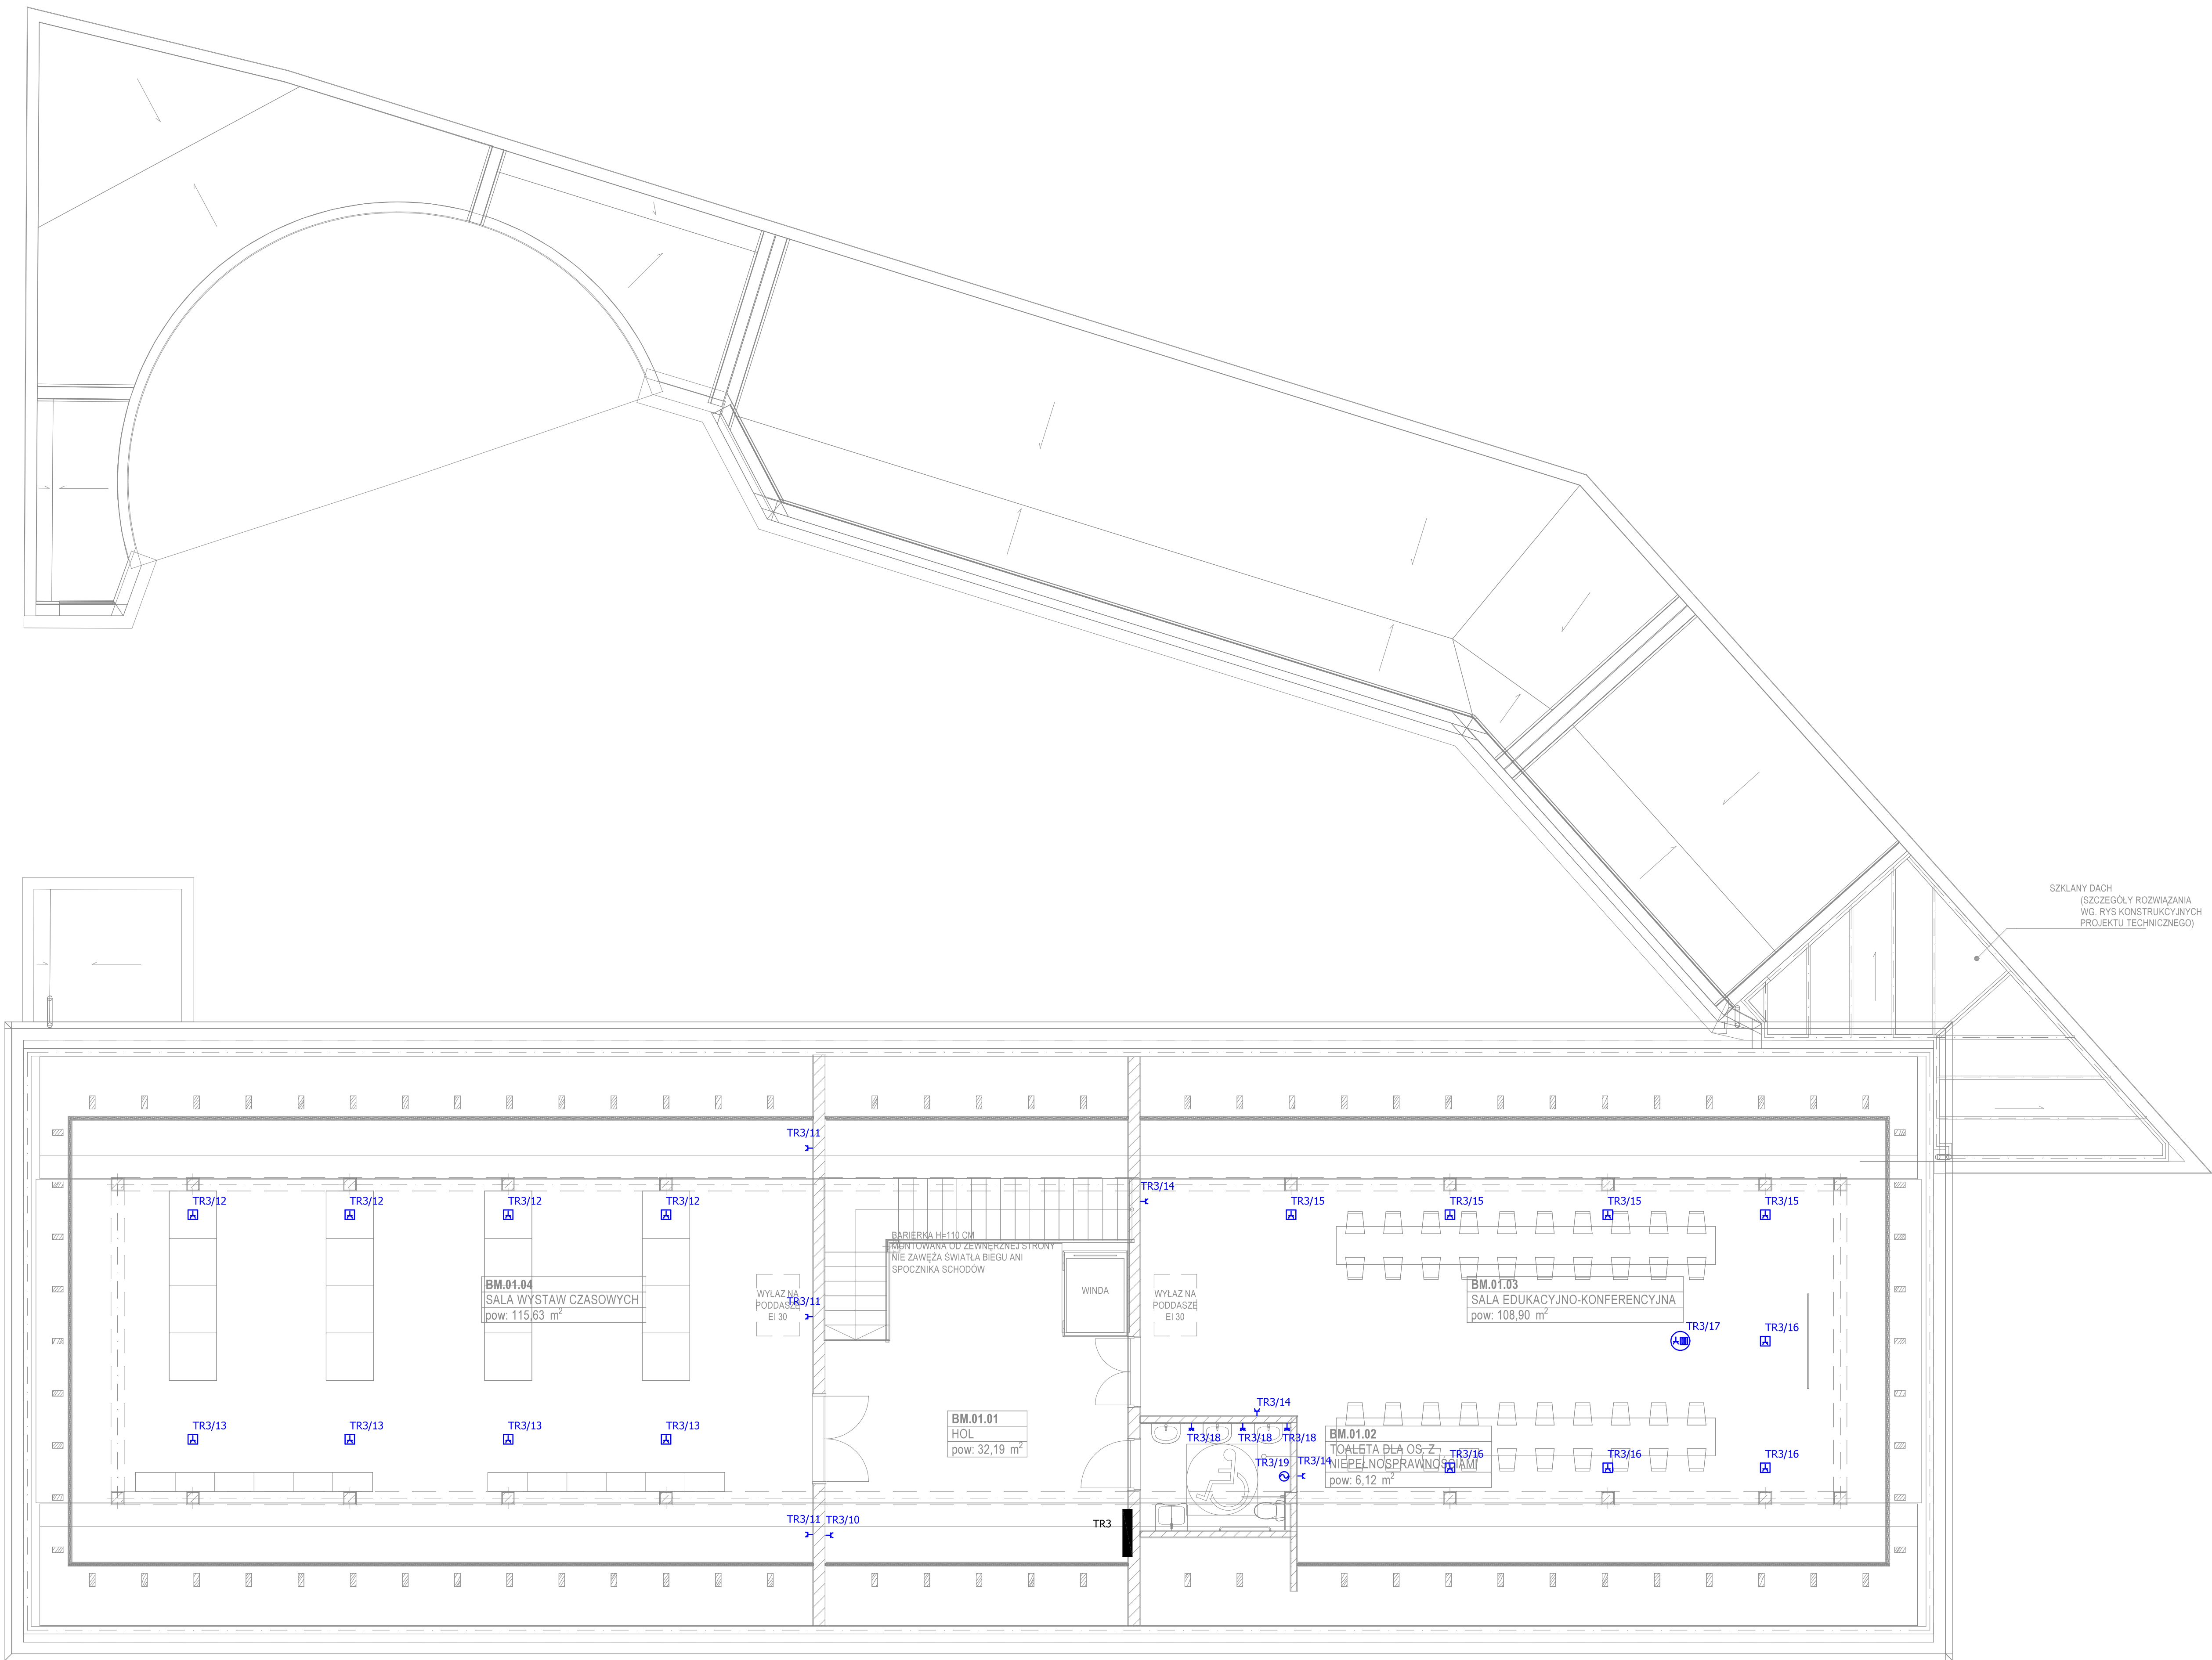 SZKLANY DACH
(SZCZEGÓŁY ROZWIĄZANIA
WG. RYS KONSTRUKCYJNYCH
PROJEKTU TECHNICZNEGO)
TR3/11
TR3/12
TR3/12
TR3/12
TR3/12
TR3/14
TR3/15
TR3/15
TR3/15
TR3/15
BARIERKA H=110 CM
MONTOWANA OD ZEWNĘRZNEJ STRONY
NIE ZAWĘŻA ŚWIATŁA BIEGU ANI
SPOCZNIKA SCHODÓW
BM.01.04
SALA WYSTAW CZASOWYCH
pow: 115,63 m²
WYŁAZ NA
PODDASZE
EI 30
TR3/11
WINDA
WYŁAZ NA
PODDASZE
EI 30
BM.01.03
SALA EDUKACYJNO-KONFERENCYJNA
pow: 108,90 m²
TR3/17
TR3/16
TR3/14
BM.01.01
HOL
pow: 32,19 m²
TR3/13
TR3/13
TR3/13
TR3/13
TR3/18
TR3/18
TR3/18
BM.01.02
TOALETA DLA OS. Z
NIEPEŁNOSPRAWNOŚCIAMI
pow: 6,12 m²
TR3/19
TR3/14
TR3/16
TR3/16
TR3/16
TR3/11
TR3/10
TR3